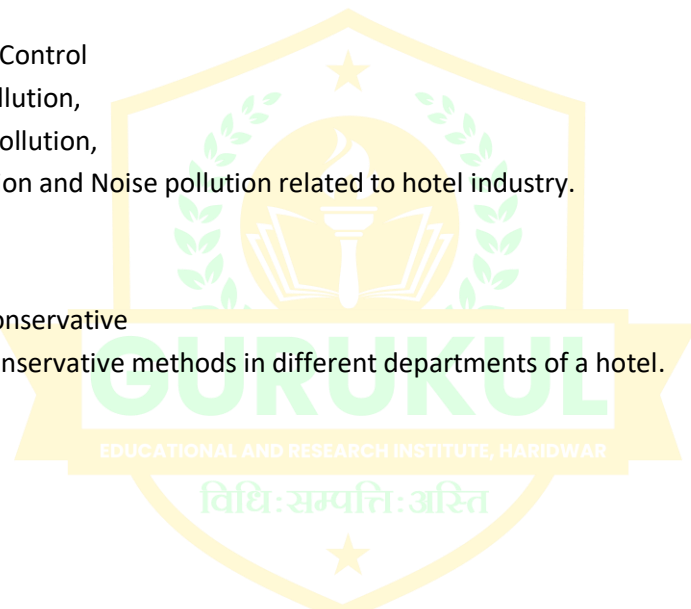 Control
llution,
ollution,
ion and Noise pollution related to hotel industry.
onservative
nservative methods in different departments of a hotel.
GURUKUL
EDUCATIONAL AND RESEARCH INSTITUTE, HARIDWAR
विधिःसम्पत्तिःअस्ति